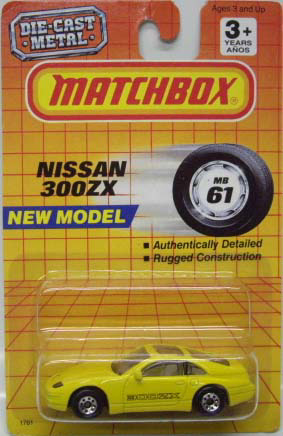 DIE-CAST
METAL
Ages 3 and Up
3+
YEARS
AÑOS
MATCHBOX
NISSAN
300ZX
MB
61
NEW MODEL
■ Authentically Detailed
■ Rugged Construction
300ZX
1761